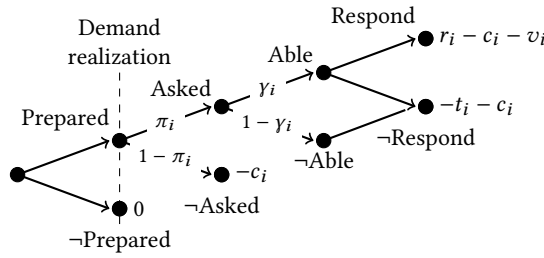 Demand
realization
Prepared
¬Prepared
0
π_i
1 − π_i
Asked
¬Asked
−c_i
γ_i
1 − γ_i
Able
¬Able
Respond
r_i − c_i − v_i
−t_i − c_i
¬Respond